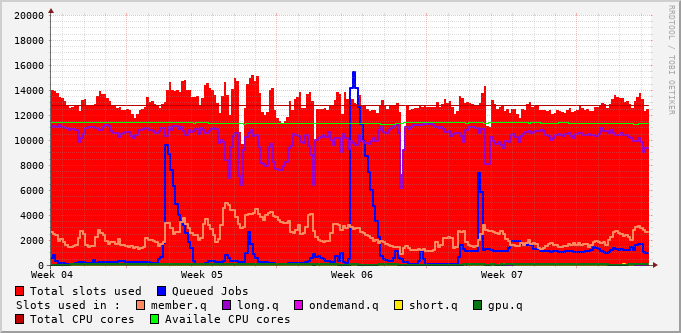 20000
18000
16000
14000
12000
10000
8000
6000
4000
2000
0
Week 04 Week 05 Week 06 Week 07
Total slots used Queued Jobs
Slots used in : member.q long.q ondemand.q short.q gpu.q
Total CPU cores Availale CPU cores
RRDTOOL / TOBI OETIKER